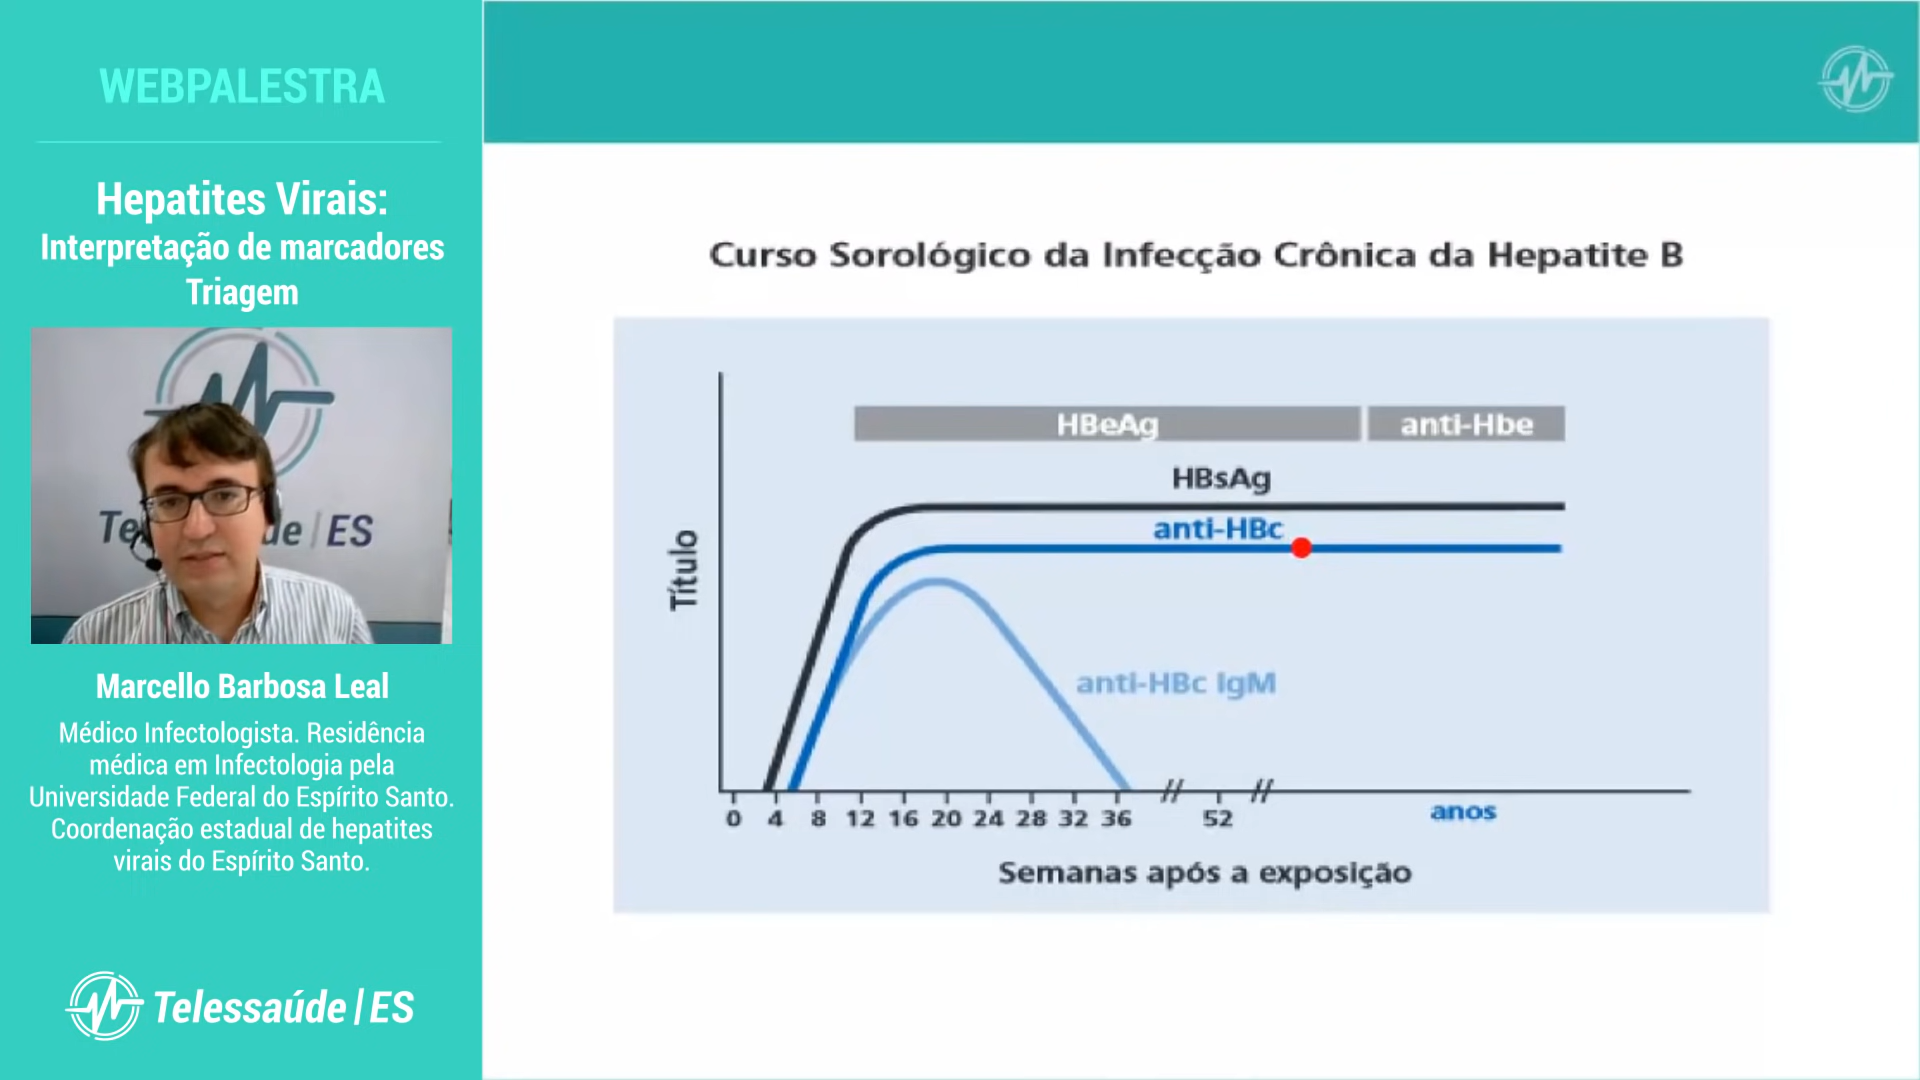 WEBPALESTRA
Hepatites Virais:
Interpretação de marcadores
Triagem
Telessaúde|ES
Marcello Barbosa Leal
Médico Infectologista. Residência
médica em Infectologia pela
Universidade Federal do Espírito Santo.
Coordenação estadual de hepatites
virais do Espírito Santo.
Telessaúde|ES
Curso Sorológico da Infecção Crônica da Hepatite B
HBeAg
anti-Hbe
HBsAg
anti-HBc
anti-HBc IgM
Título
0 4 8 12 16 20 24 28 32 36 // 52 //
anos
Semanas após a exposição